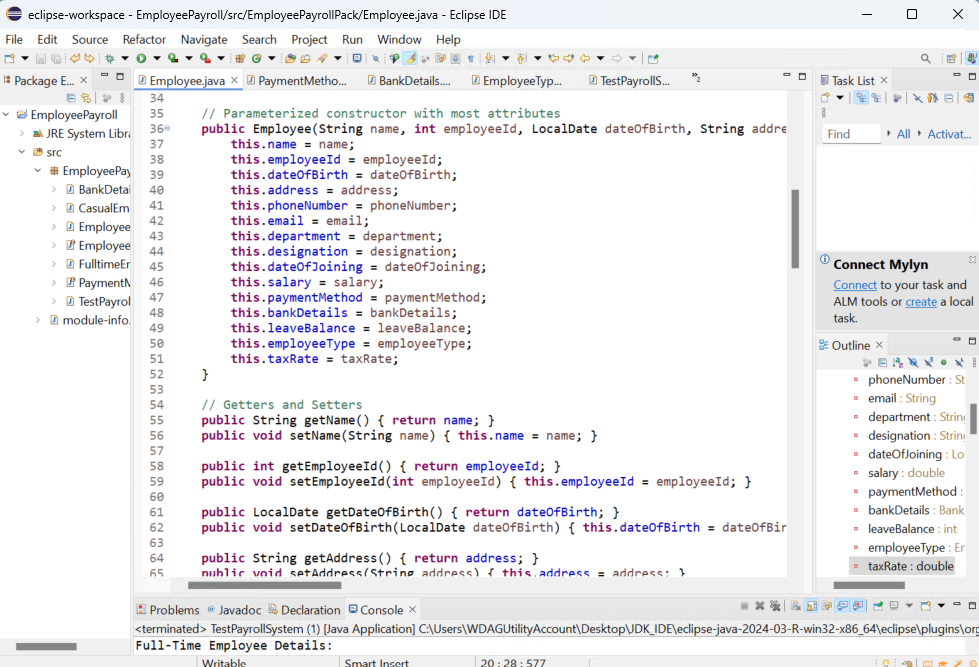 eclipse-workspace - EmployeePayroll/src/EmployeePayrollPack/Employee.java - Eclipse IDE
File Edit Source Refactor Navigate Search Project Run Window Help
Package E...
Employee.java
PaymentMetho...
BankDetails....
EmployeeTyp...
TestPayrollS...
»2
Task List
EmployeePayroll
JRE System Libra
src
EmployeePay
BankDetai
CasualEm
Employee
Employee
FulltimeEm
PaymentM
TestPayrol
module-info.
34
35 // Parameterized constructor with most attributes
36 public Employee(String name, int employeeId, LocalDate dateOfBirth, String addre
37 this.name = name;
38 this.employeeId = employeeId;
39 this.dateOfBirth = dateOfBirth;
40 this.address = address;
41 this.phoneNumber = phoneNumber;
42 this.email = email;
43 this.department = department;
44 this.designation = designation;
45 this.dateOfJoining = dateOfJoining;
46 this.salary = salary;
47 this.paymentMethod = paymentMethod;
48 this.bankDetails = bankDetails;
49 this.leaveBalance = leaveBalance;
50 this.employeeType = employeeType;
51 this.taxRate = taxRate;
52 }
53
54 // Getters and Setters
55 public String getName() { return name; }
56 public void setName(String name) { this.name = name; }
57
58 public int getEmployeeId() { return employeeId; }
59 public void setEmployeeId(int employeeId) { this.employeeId = employeeId; }
60
61 public LocalDate getDateOfBirth() { return dateOfBirth; }
62 public void setDateOfBirth(LocalDate dateOfBirth) { this.dateOfBirth = dateOfBir
63
64 public String getAddress() { return address; }
65 public void setAddress(String address) { this.address = address; }
Find
All
Activat...
Connect Mylyn
Connect to your task and
ALM tools or create a local
task.
Outline
phoneNumber : St
email : String
department : String
designation : String
dateOfJoining : Lo
salary : double
paymentMethod :
bankDetails : Bank
leaveBalance : int
employeeType : Er
taxRate : double
Problems Javadoc Declaration Console
<terminated> TestPayrollSystem (1) [Java Application] C:\Users\WDAGUtilityAccount\Desktop\JDK_IDE\eclipse-java-2024-03-R-win32-x86_64\eclipse\plugins\org
Full-Time Employee Details:
Writable
Smart Insert
20 : 28 : 577